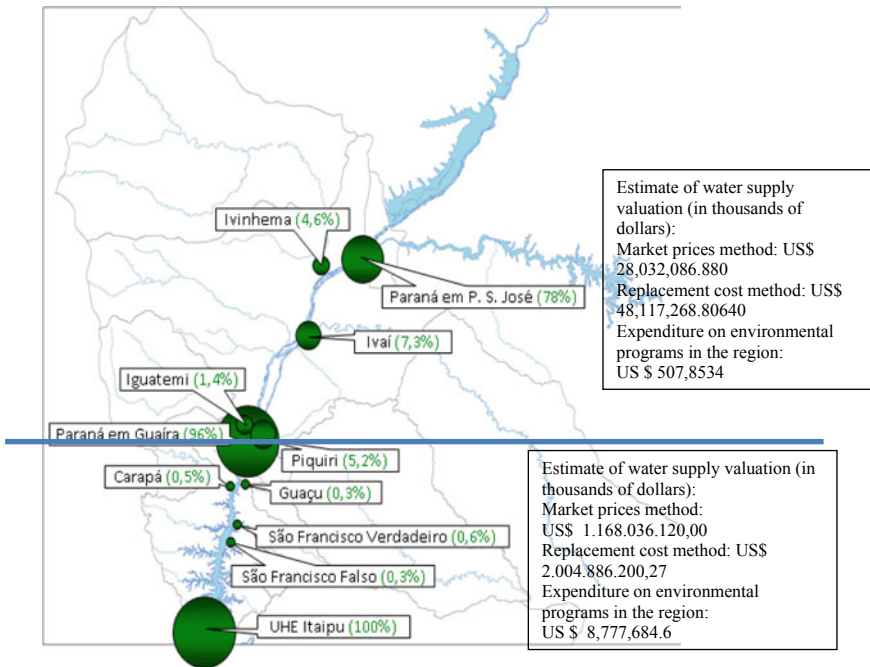 Ivinhema (4,6%)
Paraná em P. S. José (78%)
Ivaí (7,3%)
Iguatemi (1,4%)
Paraná em Guaíra (96%)
Piquiri (5,2%)
Carapá (0,5%)
Guaçu (0,3%)
São Francisco Verdadeiro (0,6%)
São Francisco Falso (0,3%)
UHE Itaipu (100%)
Estimate of water supply
valuation (in thousands of
dollars):
Market prices method: US$
28,032,086.880
Replacement cost method: US$
48,117,268.80640
Expenditure on environmental
programs in the region:
US $ 507,8534
Estimate of water supply valuation (in
thousands of dollars):
Market prices method:
US$ 1.168.036.120,00
Replacement cost method: US$
2.004.886.200,27
Expenditure on environmental
programs in the region:
US $ 8,777,684.6